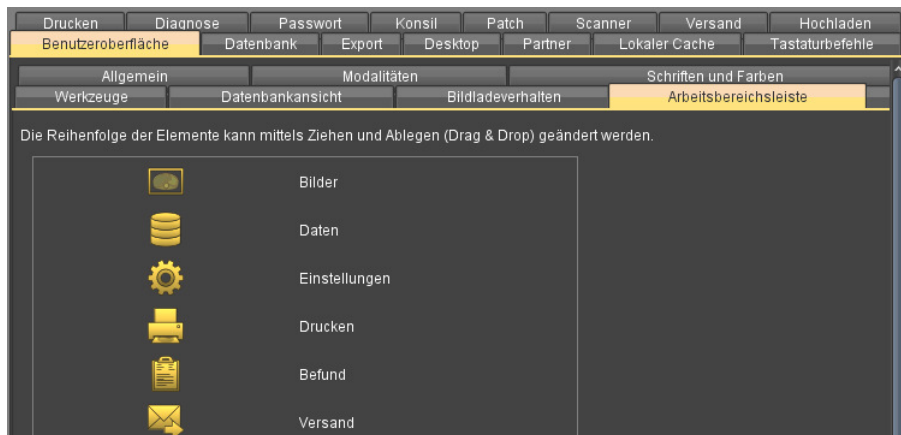 Drucken Diagnose Passwort Konsil Patch Scanner Versand Hochladen
Benutzeroberfläche Datenbank Export Desktop Partner Lokaler Cache Tastaturbefehle
Allgemein Modalitäten Schriften und Farben
Werkzeuge Datenbankansicht Bildladeverhalten Arbeitsbereichsleiste
Die Reihenfolge der Elemente kann mittels Ziehen und Ablegen (Drag & Drop) geändert werden.
Bilder
Daten
Einstellungen
Drucken
Befund
Versand